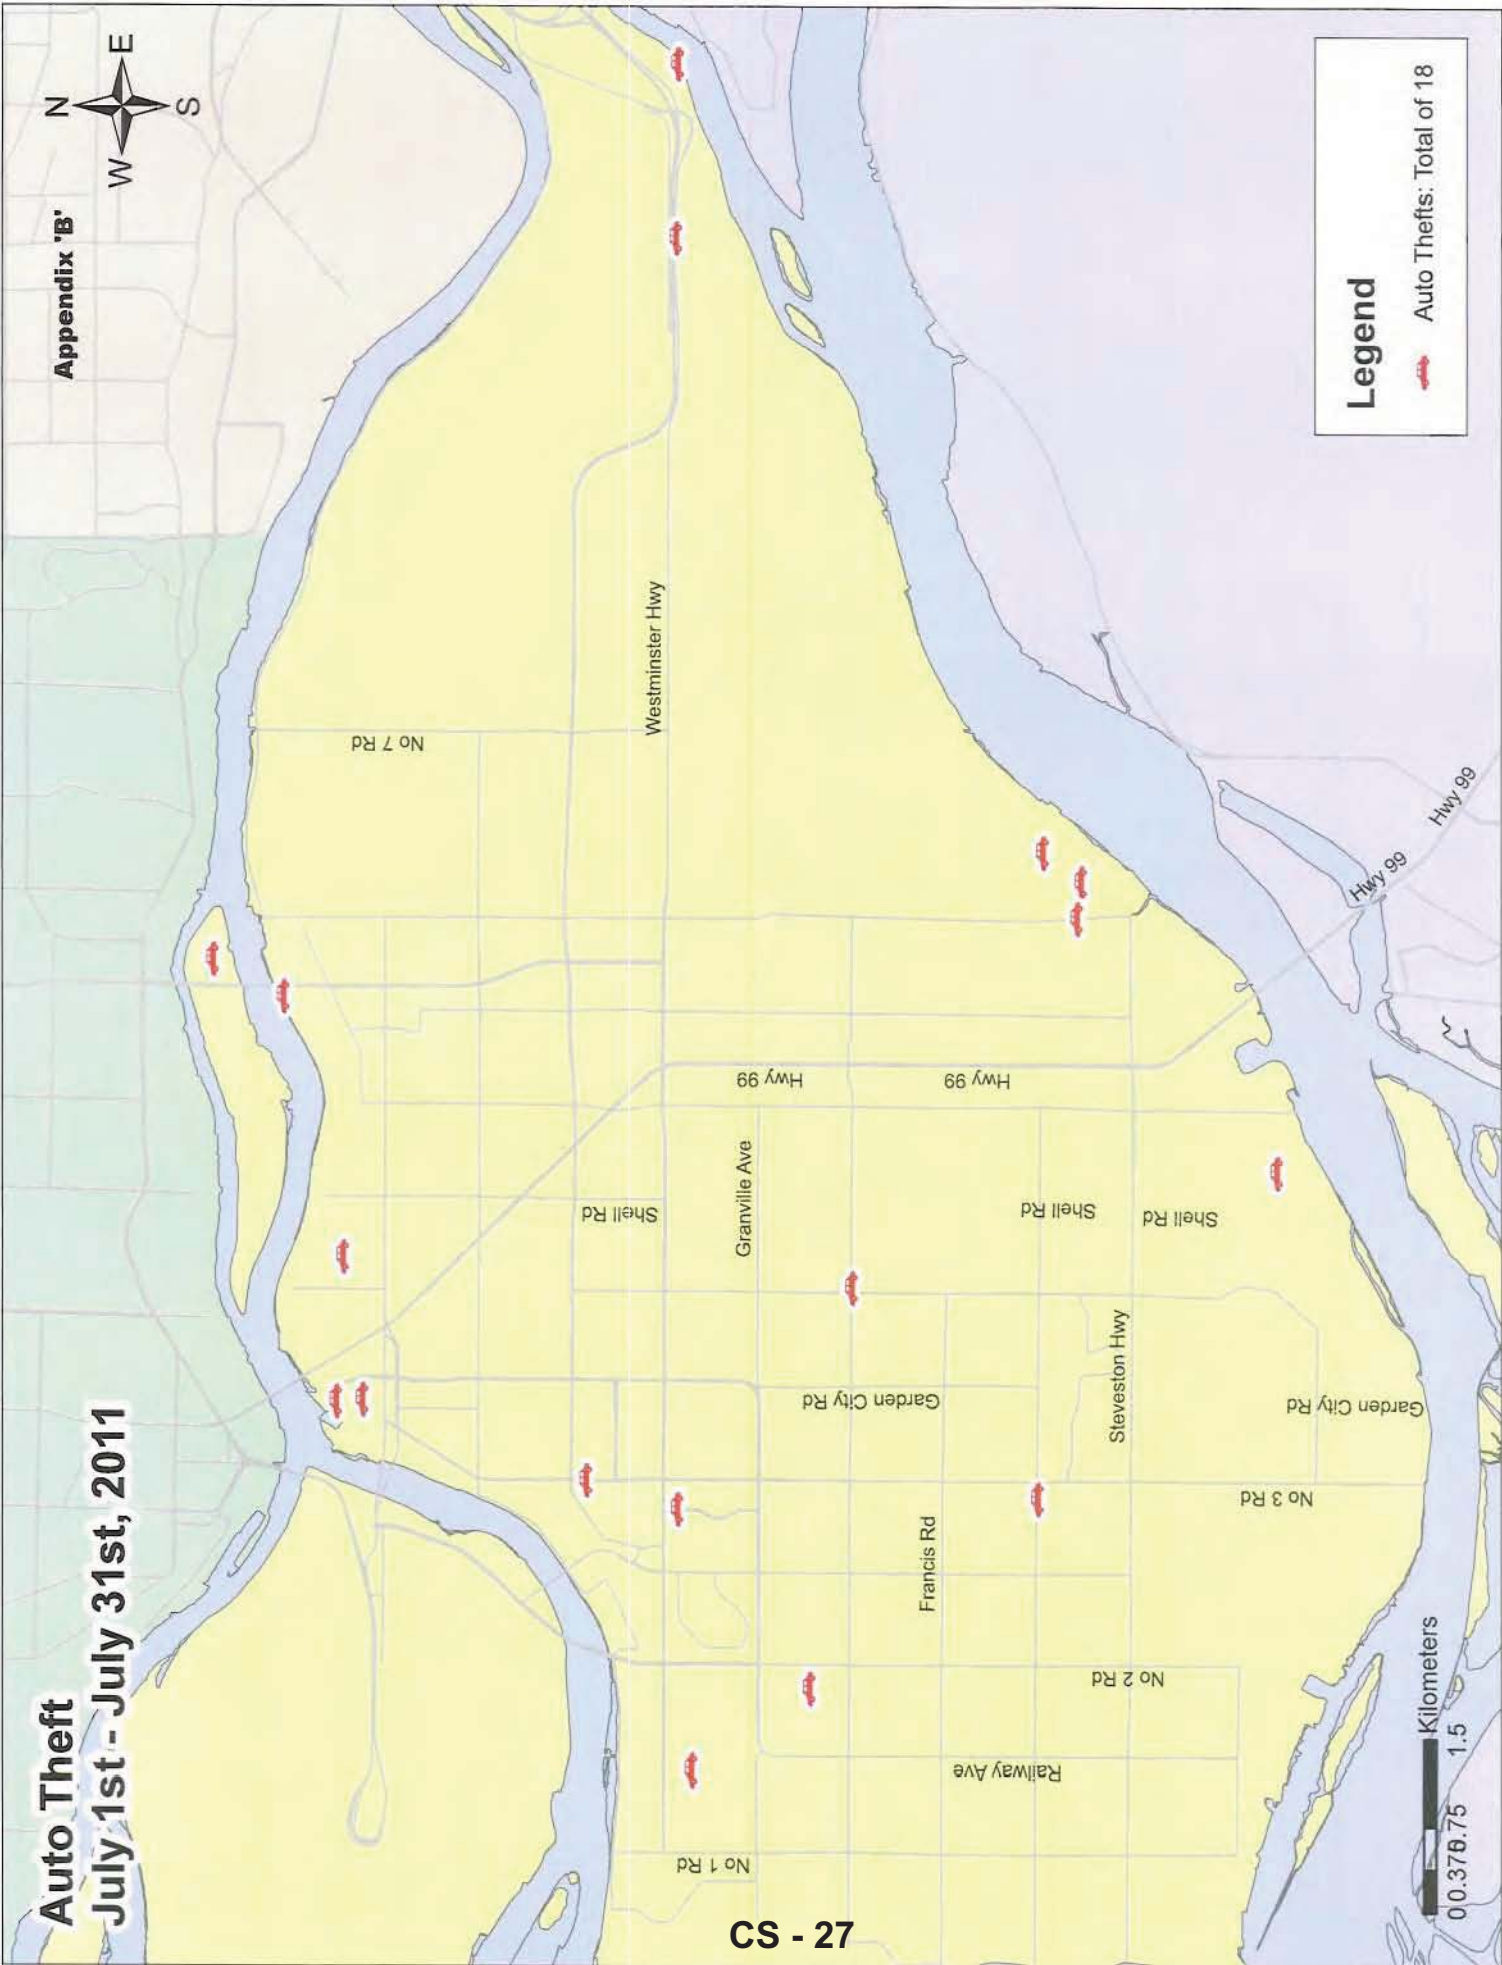 Auto Theft
July 1st - July 31st, 2011
Appendix 'B'
N
W
E
S
No 7 Rd
Westminster Hwy
Hwy 99
Hwy 99
Shell Rd
Granville Ave
Shell Rd
Shell Rd
Garden City Rd
Steveston Hwy
Garden City Rd
No 3 Rd
Francis Rd
No 2 Rd
Railway Ave
No 1 Rd
Hwy 99
Hwy 99
Legend
Auto Thefts: Total of 18
Kilometers
0 0.375 0.75 1.5
CS - 27